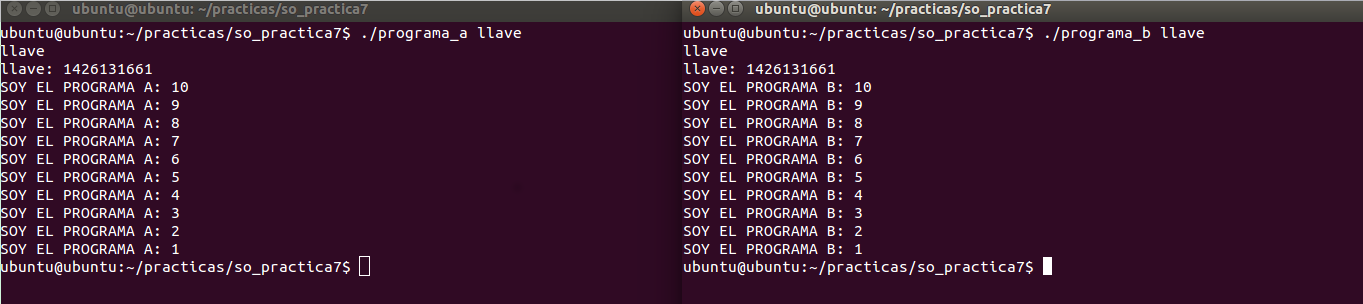 ubuntu@ubuntu: ~/practicas/so_practica7
ubuntu@ubuntu:~/practicas/so_practica7$ ./programa_a llave
llave
llave: 1426131661
SOY EL PROGRAMA A: 10
SOY EL PROGRAMA A: 9
SOY EL PROGRAMA A: 8
SOY EL PROGRAMA A: 7
SOY EL PROGRAMA A: 6
SOY EL PROGRAMA A: 5
SOY EL PROGRAMA A: 4
SOY EL PROGRAMA A: 3
SOY EL PROGRAMA A: 2
SOY EL PROGRAMA A: 1
ubuntu@ubuntu:~/practicas/so_practica7$
ubuntu@ubuntu: ~/practicas/so_practica7
ubuntu@ubuntu:~/practicas/so_practica7$ ./programa_b llave
llave
llave: 1426131661
SOY EL PROGRAMA B: 10
SOY EL PROGRAMA B: 9
SOY EL PROGRAMA B: 8
SOY EL PROGRAMA B: 7
SOY EL PROGRAMA B: 6
SOY EL PROGRAMA B: 5
SOY EL PROGRAMA B: 4
SOY EL PROGRAMA B: 3
SOY EL PROGRAMA B: 2
SOY EL PROGRAMA B: 1
ubuntu@ubuntu:~/practicas/so_practica7$